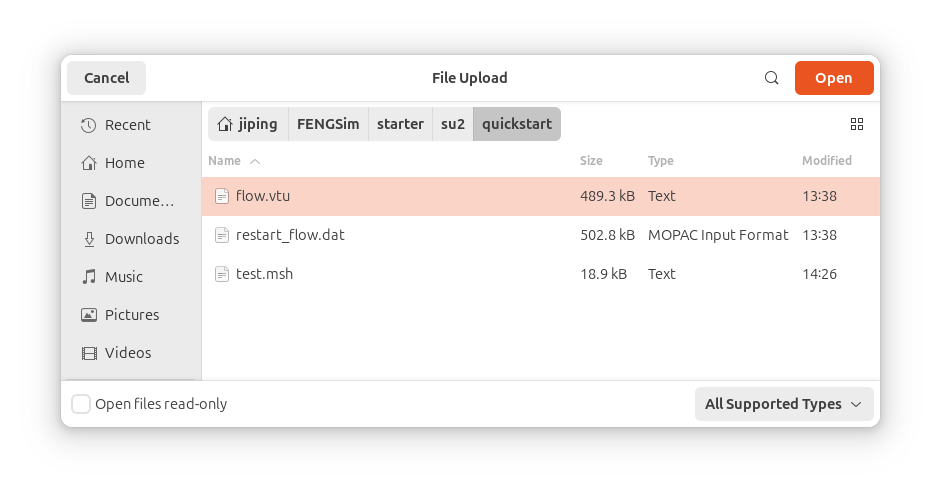 Cancel File Upload Open
Recent
Home
Docume…
Downloads
Music
Pictures
Videos
jiping FENGSim starter su2 quickstart
Name Size Type Modified
flow.vtu 489.3 kB Text 13:38
restart_flow.dat 502.8 kB MOPAC Input Format 13:38
test.msh 18.9 kB Text 14:26
Open files read-only All Supported Types